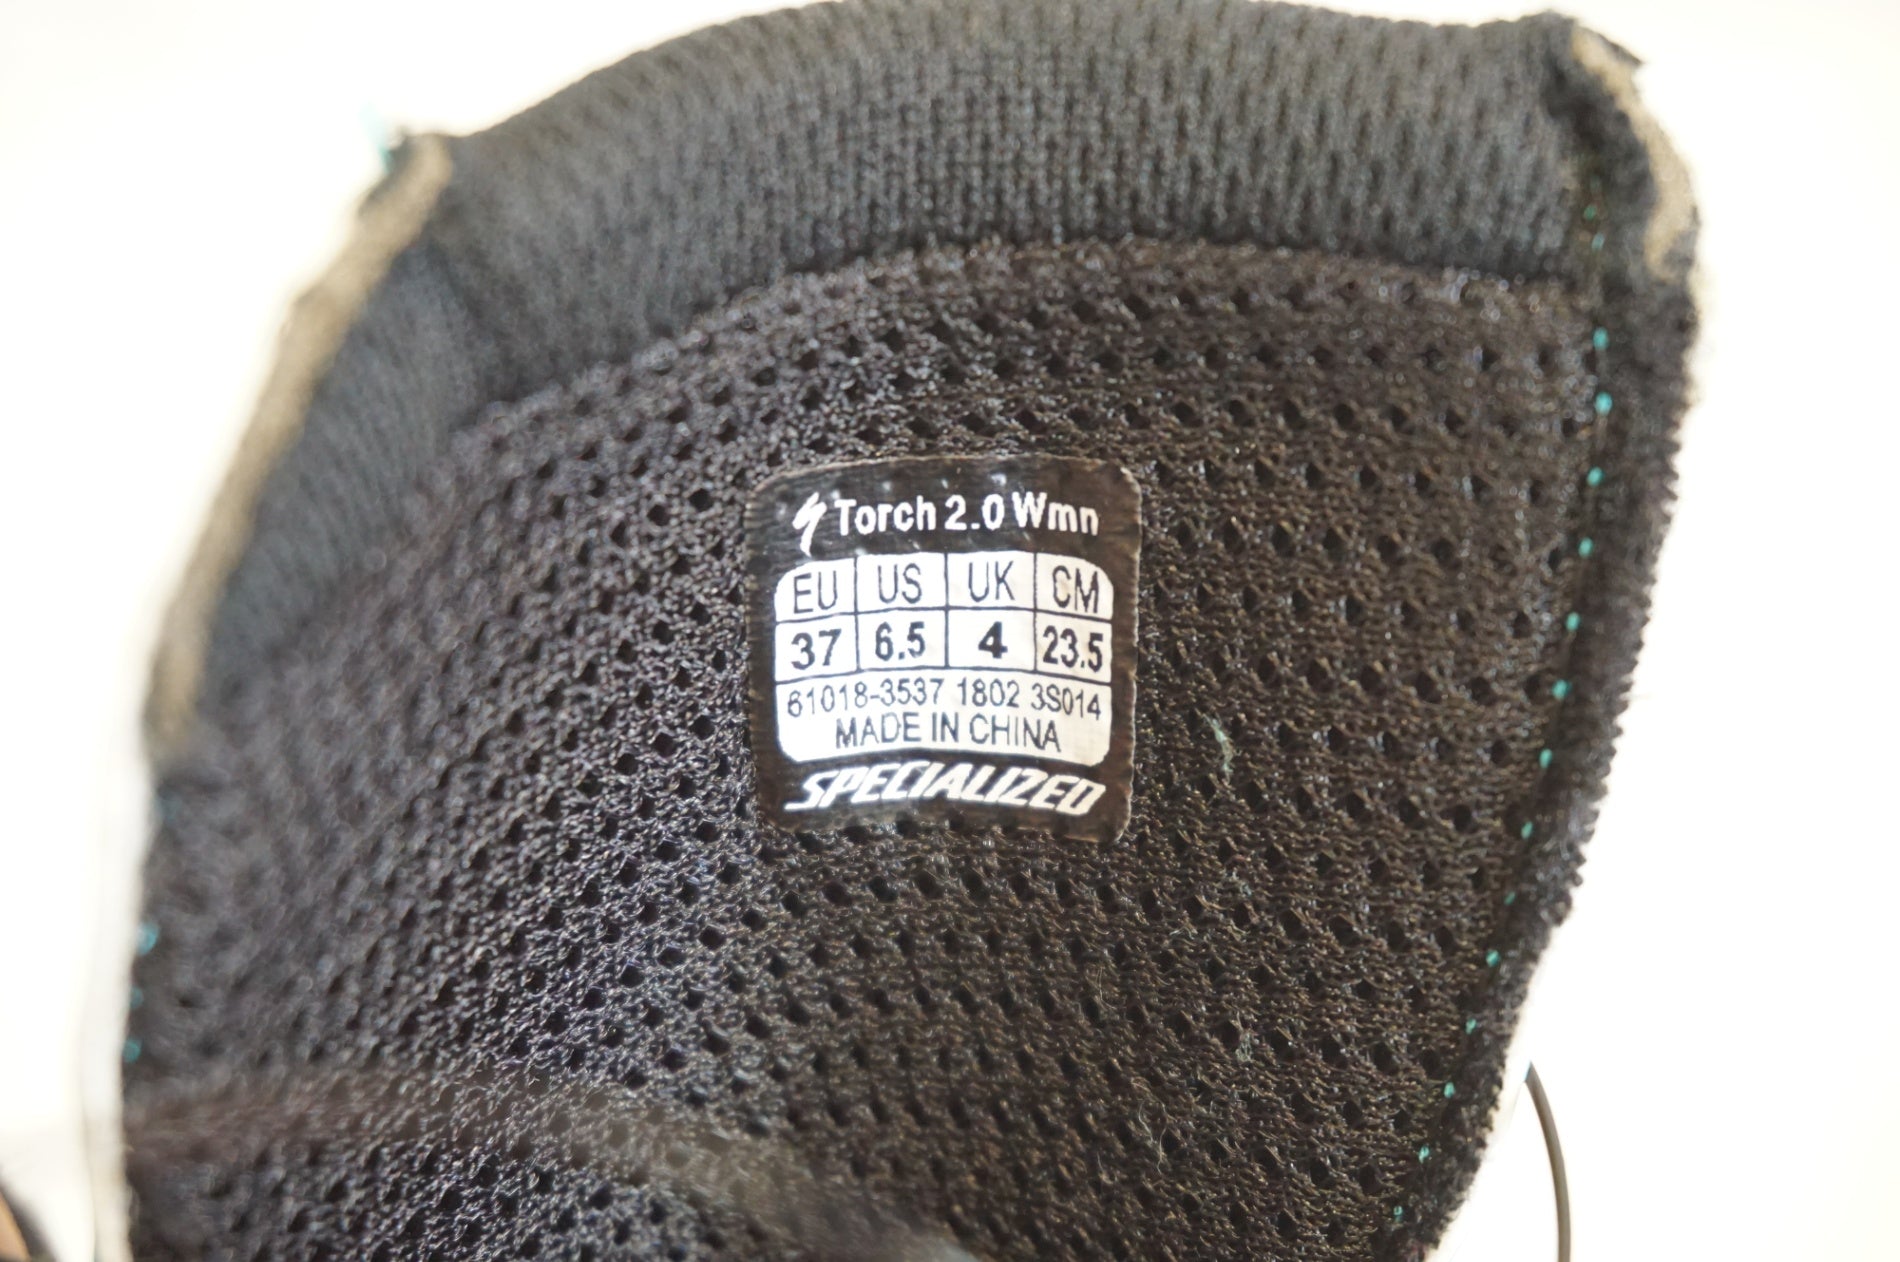 Torch 2.0 Wmn
EU US UK CM
37 6.5 4 23.5
61018-3537 1802 3S014
MADE IN CHINA
SPECIALIZED